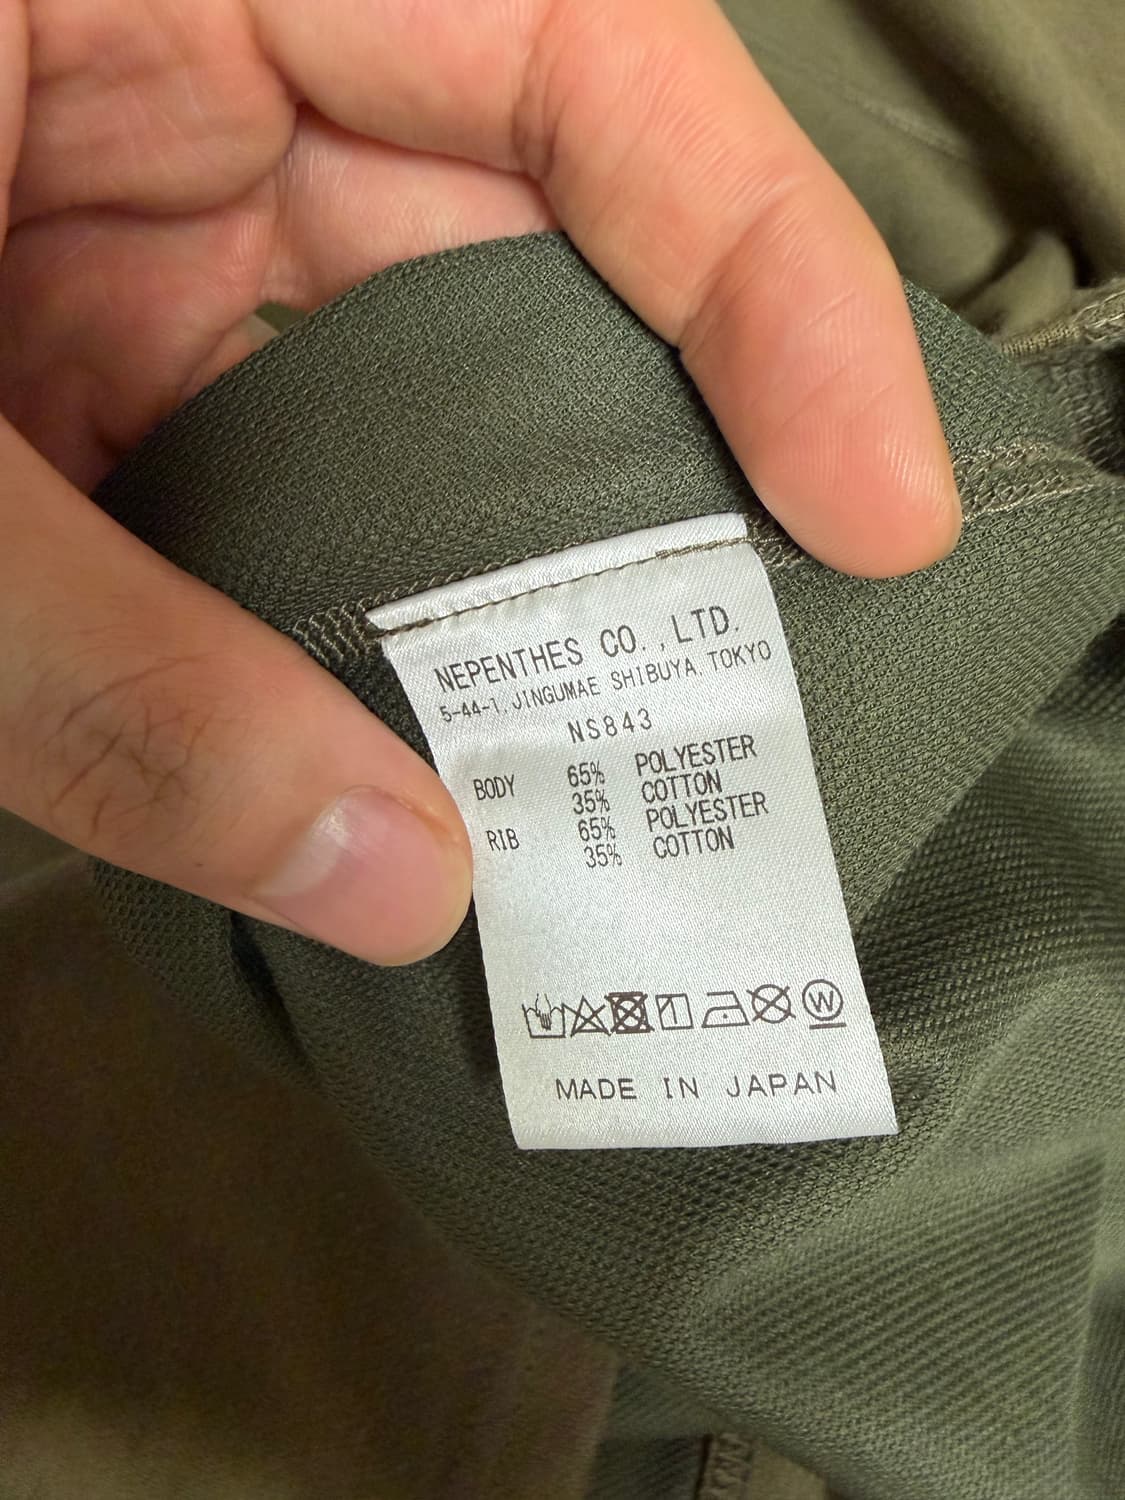 NEPENTHES CO.,LTD.
5-44-1,JINGUMAE SHIBUYA,TOKYO
NS843
BODY 65% POLYESTER
35% COTTON
RIB 65% POLYESTER
35% COTTON
W
MADE IN JAPAN